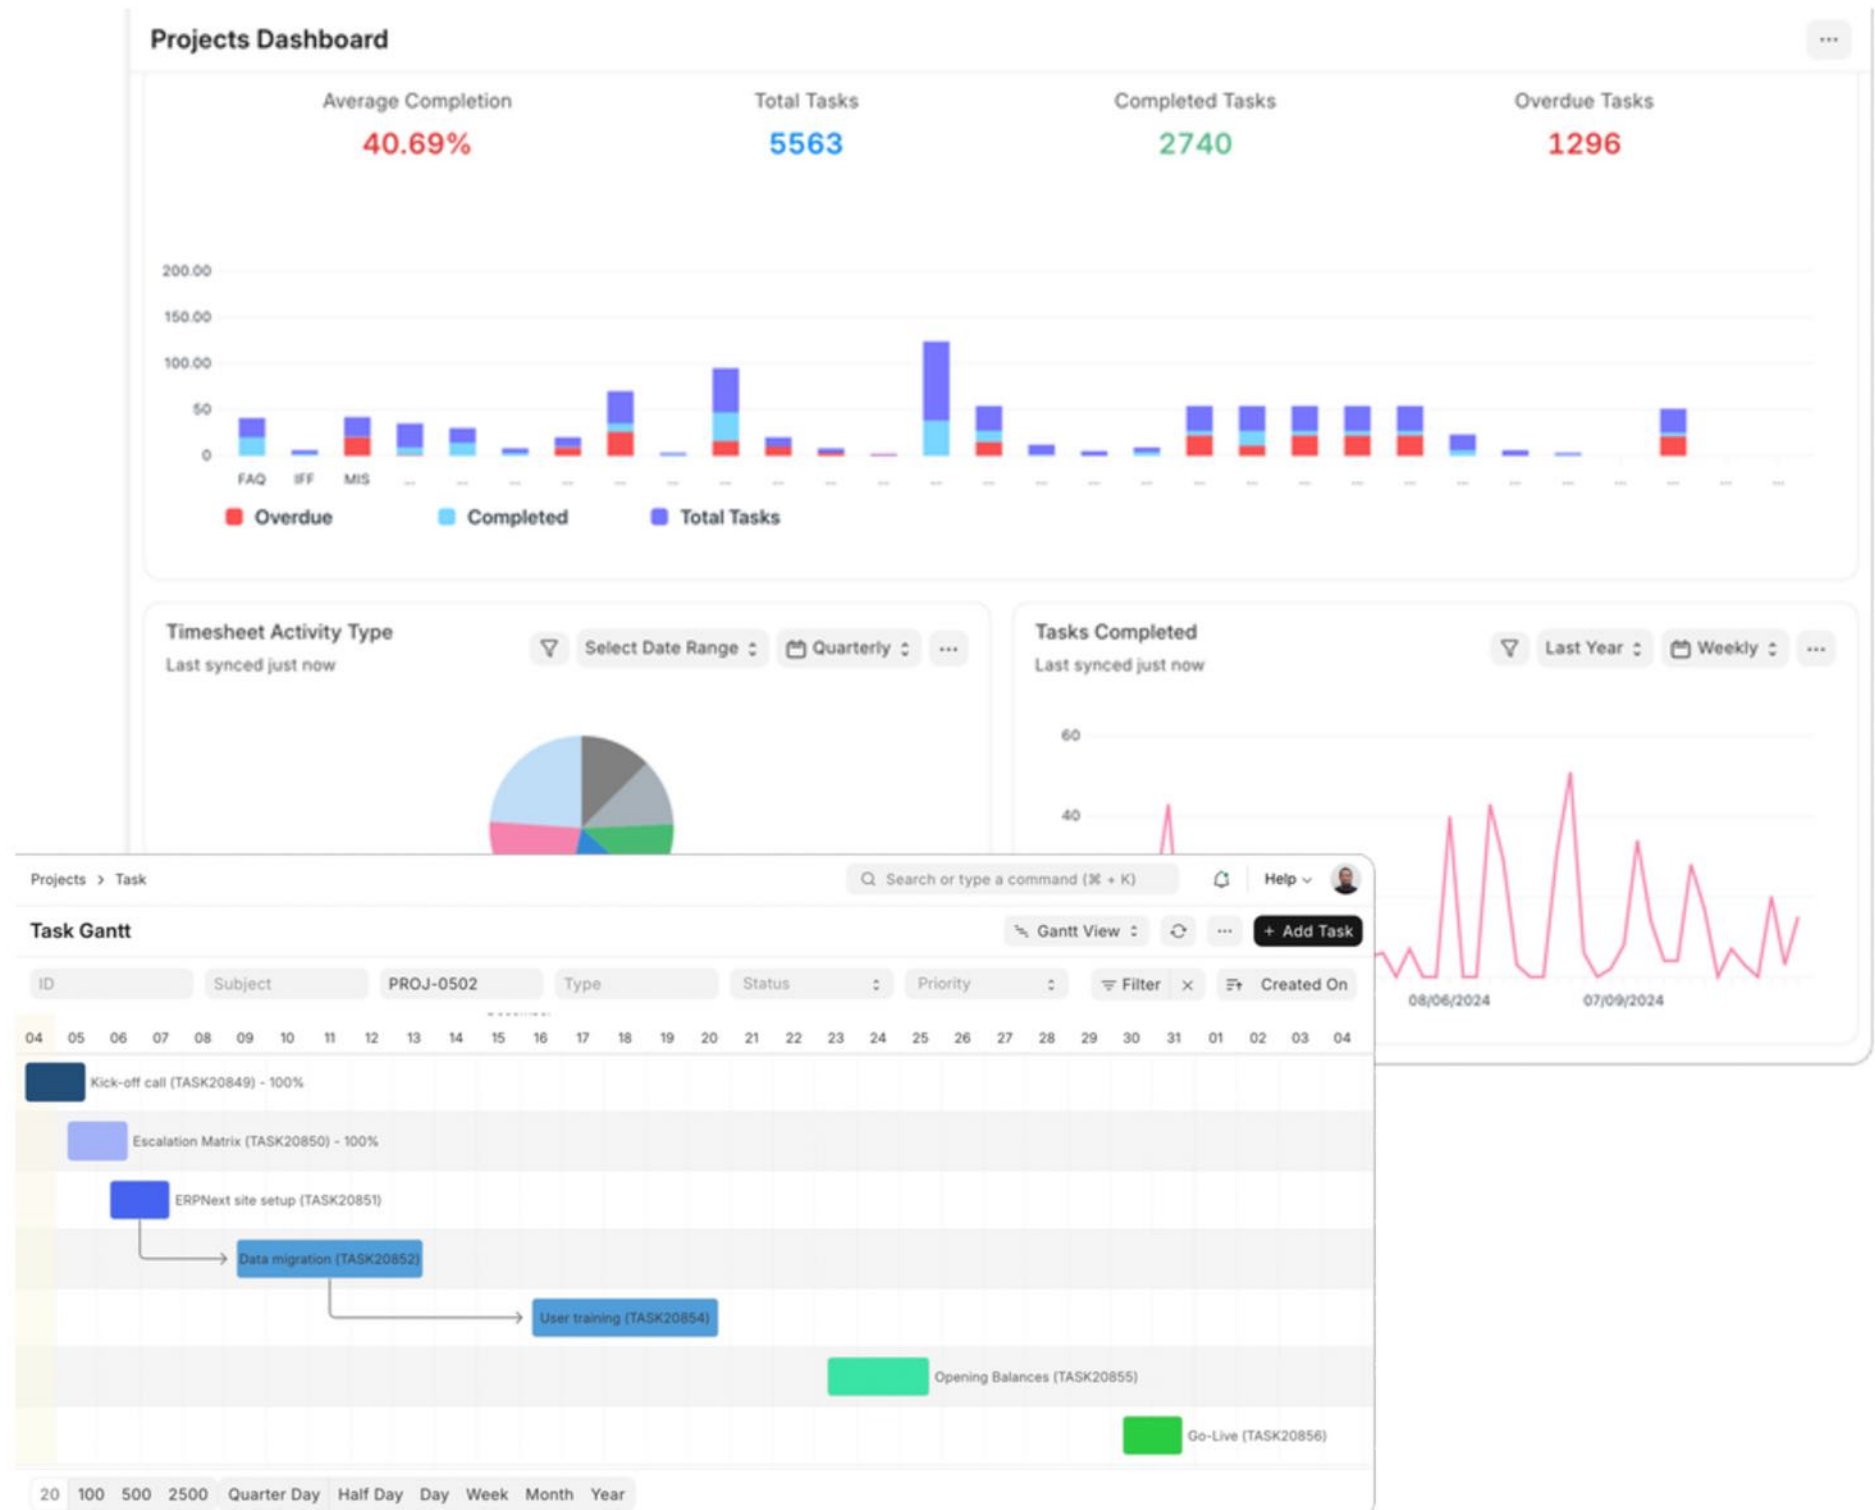 Projects Dashboard
Average Completion Total Tasks Completed Tasks Overdue Tasks
40.69% 5563 2740 1296
200.00
150.00
100.00
50
0
FAQ IFF MIS ... ... ... ... ... ... ... ... ... ... ... ... ... ... ... ... ... ... ... ... ... ... ... ... ... ... ...
Overdue Completed Total Tasks
Timesheet Activity Type
Last synced just now
Select Date Range Quarterly ...
Tasks Completed
Last synced just now
Last Year Weekly ...
60
40
08/06/2024 07/09/2024
Projects > Task
Search or type a command (⌘ + K)
Help
Task Gantt
Gantt View ... + Add Task
ID Subject PROJ-0502 Type Status Priority Filter × Created On
04 05 06 07 08 09 10 11 12 13 14 15 16 17 18 19 20 21 22 23 24 25 26 27 28 29 30 31 01 02 03 04
Kick-off call (TASK20849) - 100%
Escalation Matrix (TASK20850) - 100%
ERPNext site setup (TASK20851)
Data migration (TASK20852)
User training (TASK20854)
Opening Balances (TASK20855)
Go-Live (TASK20856)
20 100 500 2500 Quarter Day Half Day Day Week Month Year